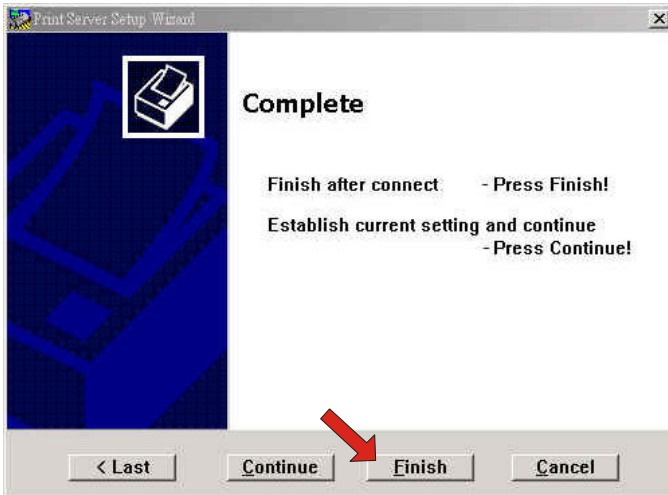 Print Server Setup Wizard
Complete
Finish after connect - Press Finish!
Establish current setting and continue
- Press Continue!
< Last Continue Finish Cancel